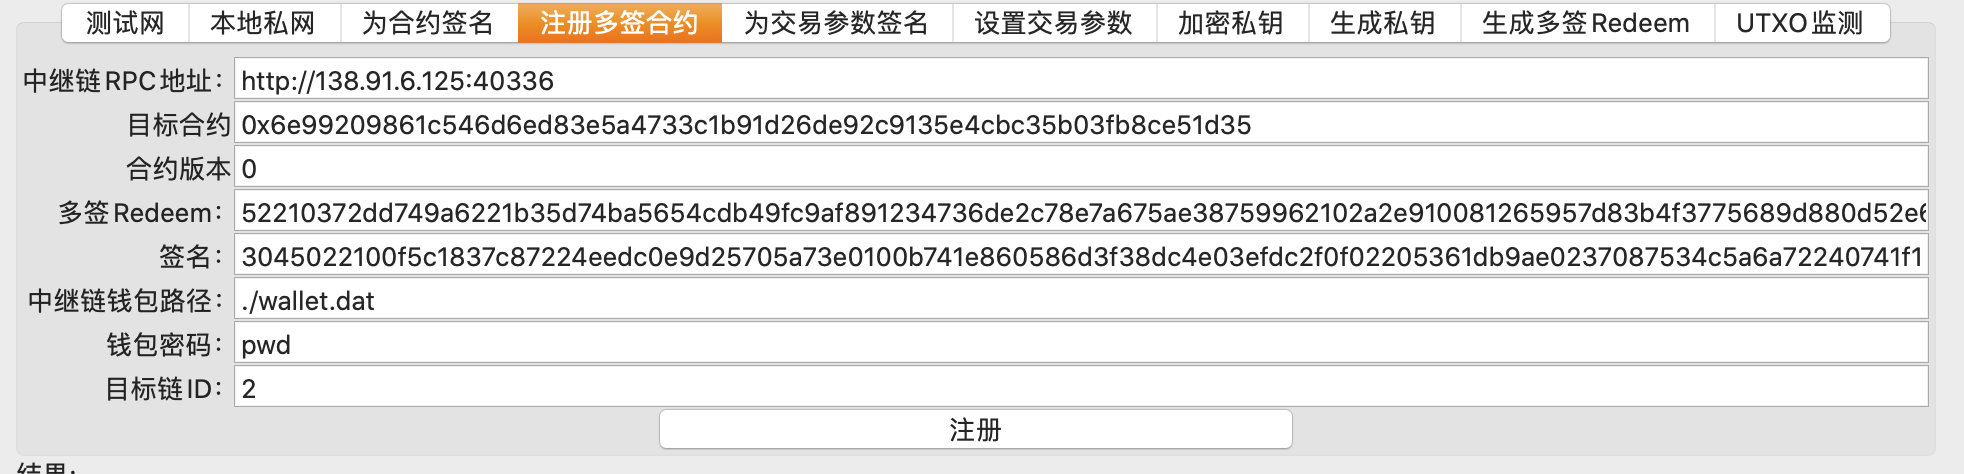 测试网 本地私网 为合约签名 注册多签合约 为交易参数签名 设置交易参数 加密私钥 生成私钥 生成多签Redeem UTXO监测
中继链RPC地址： http://138.91.6.125:40336
目标合约 0x6e99209861c546d6ed83e5a4733c1b91d26de92c9135e4cbc35b03fb8ce51d35
合约版本 0
多签Redeem： 52210372dd749a6221b35d74ba5654cdb49fc9af891234736de2c78e7a675ae38759962102a2e910081265957d83b4f3775689d880d52e6
签名： 3045022100f5c1837c87224eedc0e9d25705a73e0100b741e860586d3f38dc4e03efdc2f0f02205361db9ae0237087534c5a6a72240741f1
中继链钱包路径： ./wallet.dat
钱包密码： pwd
目标链ID： 2
注册
结果：